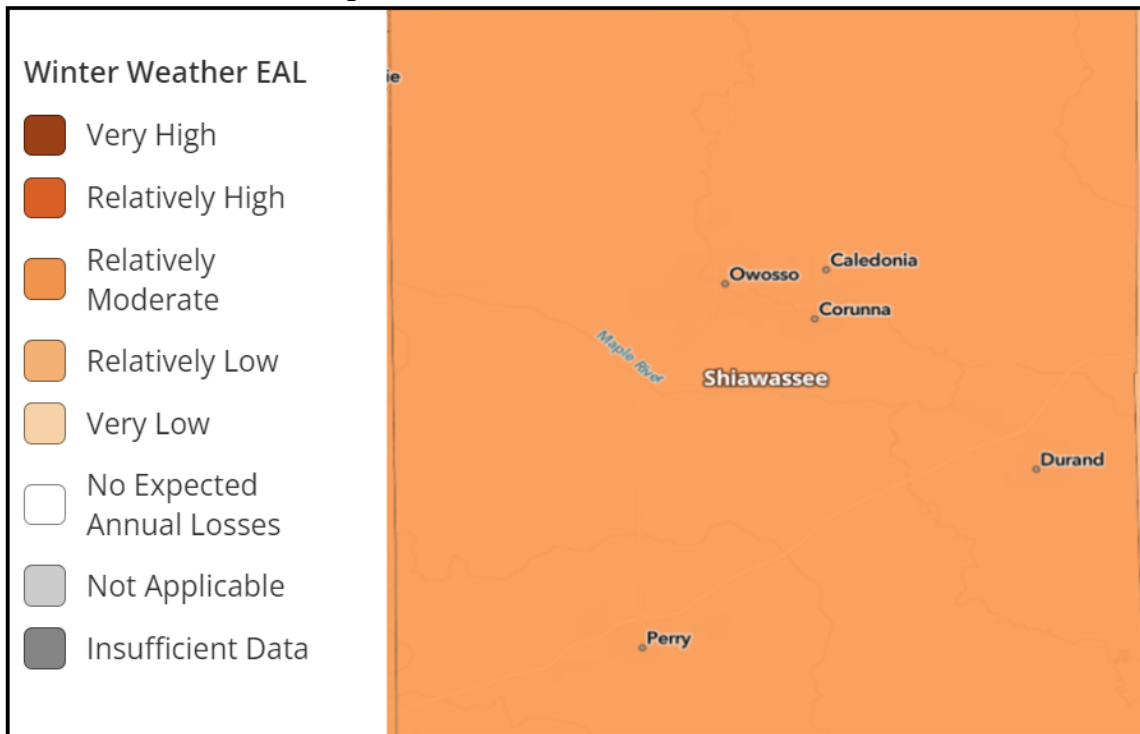 Winter Weather EAL
Very High
Relatively High
Relatively
Moderate
Relatively Low
Very Low
No Expected
Annual Losses
Not Applicable
Insufficient Data
ie
Owosso
Caledonia
Corunna
Maple River
Shiawassee
Durand
Perry